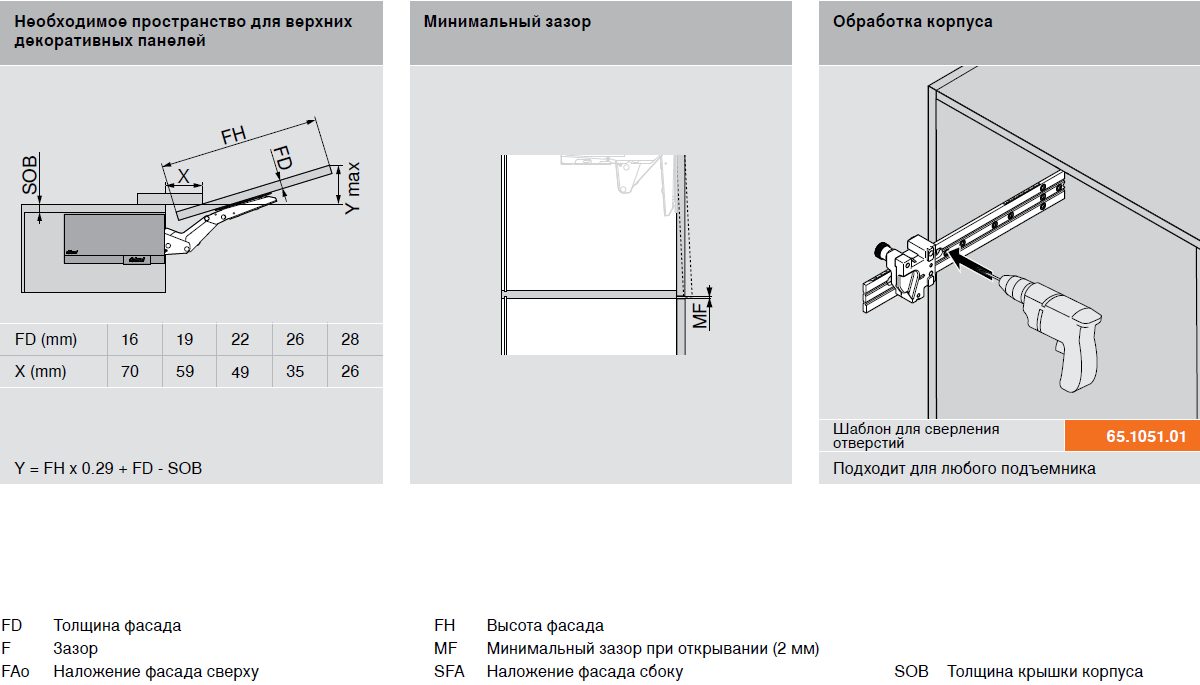 Необходимое пространство для верхних
декоративных панелей
FH
FD
X
SOB
Y max
FD (mm) 16 19 22 26 28
X (mm) 70 59 49 35 26
Y = FH x 0.29 + FD - SOB
Минимальный зазор
MF
Обработка корпуса
Шаблон для сверления
отверстий
65.1051.01
Подходит для любого подъемника
FD Толщина фасада
F Зазор
FAo Наложение фасада сверху
FH Высота фасада
MF Минимальный зазор при открывании (2 мм)
SFA Наложение фасада сбоку
SOB Толщина крышки корпуса